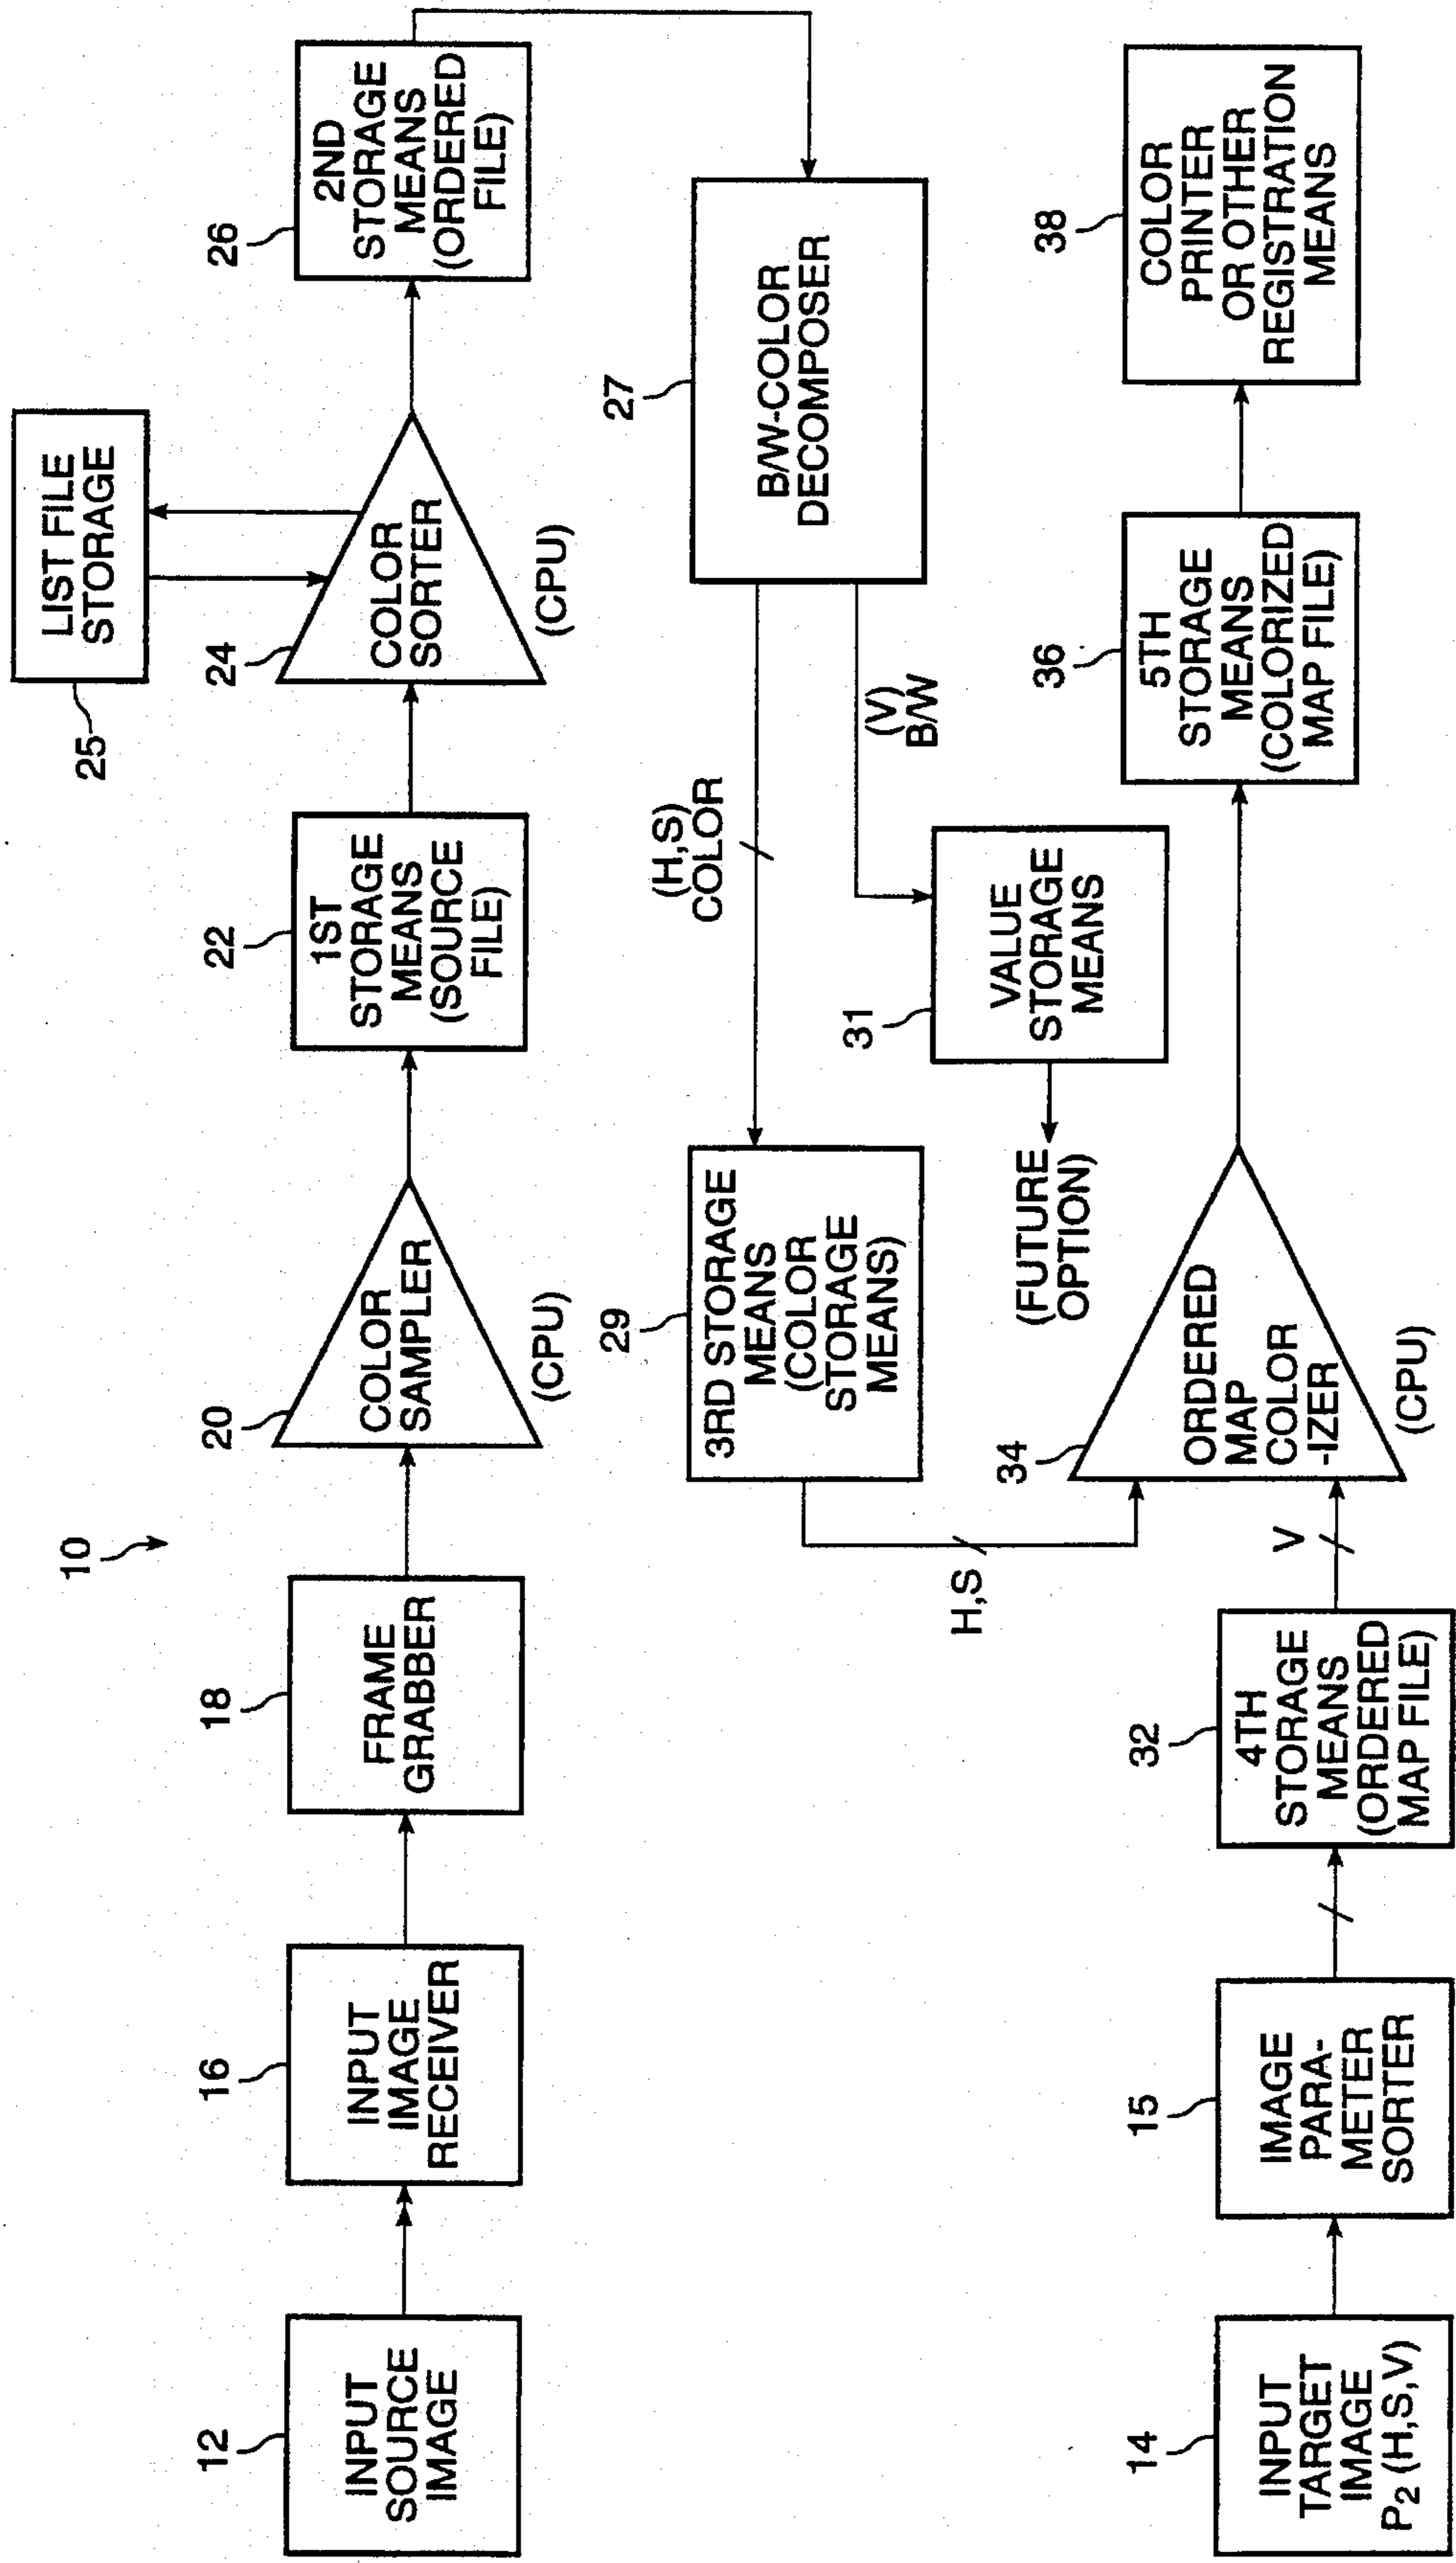 10
12
INPUT
SOURCE
IMAGE
16
INPUT
IMAGE
RECEIVER
18
FRAME
GRABBER
20
COLOR
SAMPLER
(CPU)
22
1ST
STORAGE
MEANS
(SOURCE
FILE)
24
COLOR
SORTER
(CPU)
25
LIST FILE
STORAGE
26
2ND
STORAGE
MEANS
(ORDERED
FILE)
27
B/W-COLOR
DECOMPOSER
(H,S)
COLOR
(V)
B/W
29
3RD STORAGE
MEANS
(COLOR
STORAGE
MEANS)
31
VALUE
STORAGE
MEANS
(FUTURE
OPTION)
H,S
14
INPUT
TARGET
IMAGE
P2 (H,S,V)
15
IMAGE
PARA-
METER
SORTER
32
4TH
STORAGE
MEANS
(ORDERED
MAP FILE)
V
34
ORDERED
MAP
COLOR
-IZER
(CPU)
36
5TH
STORAGE
MEANS
(COLORIZED
MAP FILE)
38
COLOR
PRINTER
OR OTHER
REGISTRATION
MEANS